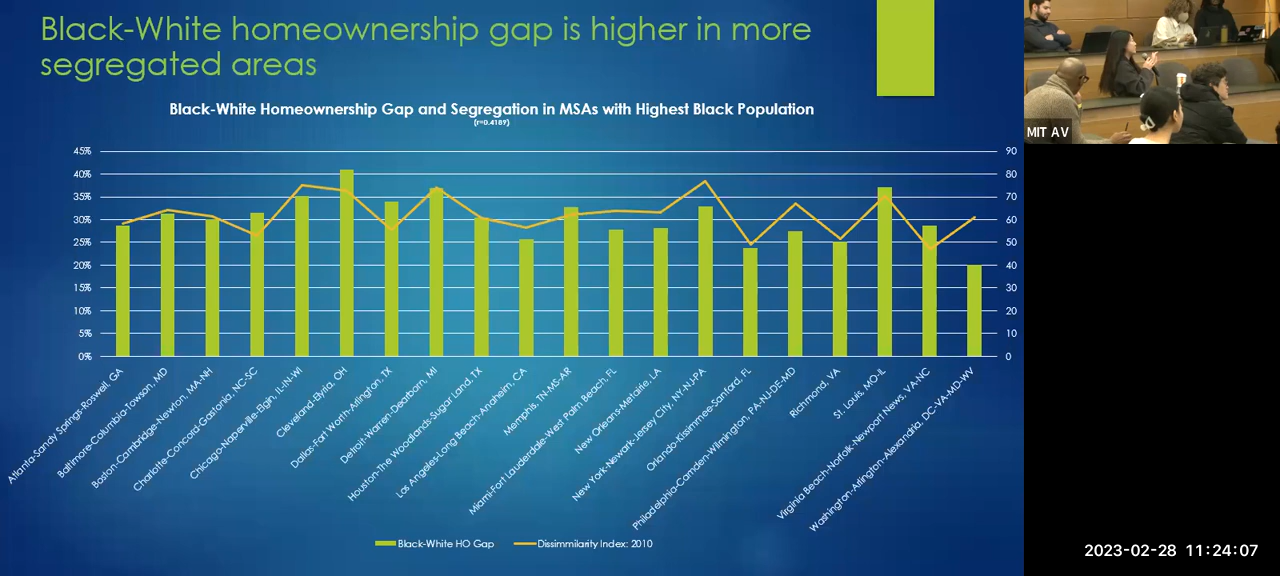 Black-White homeownership gap is higher in more
segregated areas
Black-White Homeownership Gap and Segregation in MSAs with Highest Black Population
(r=0.4189)
MIT AV
45%
40%
35%
30%
25%
20%
15%
10%
5%
0%
90
80
70
60
50
40
30
20
10
0
Atlanta-Sandy Springs-Roswell, GA
Baltimore-Columbia-Towson, MD
Boston-Cambridge-Newton, MA-NH
Charlotte-Concord-Gastonia, NC-SC
Chicago-Naperville-Elgin, IL-IN-WI
Cleveland-Elyria, OH
Dallas-Fort Worth-Arlington, TX
Detroit-Warren-Dearborn, MI
Houston-The Woodlands-Sugar Land, TX
Los Angeles-Long Beach-Anaheim, CA
Memphis, TN-MS-AR
Miami-Fort Lauderdale-West Palm Beach, FL
New Orleans-Metairie, LA
New York-Newark-Jersey City, NY-NJ-PA
Orlando-Kissimmee-Sanford, FL
Philadelphia-Camden-Wilmington, PA-NJ-DE-MD
Richmond, VA
St. Louis, MO-IL
Virginia Beach-Norfolk-Newport News, VA-NC
Washington-Arlington-Alexandria, DC-VA-MD-WV
Black-White HO Gap
Dissimmilarity Index: 2010
2023-02-28 11:24:07